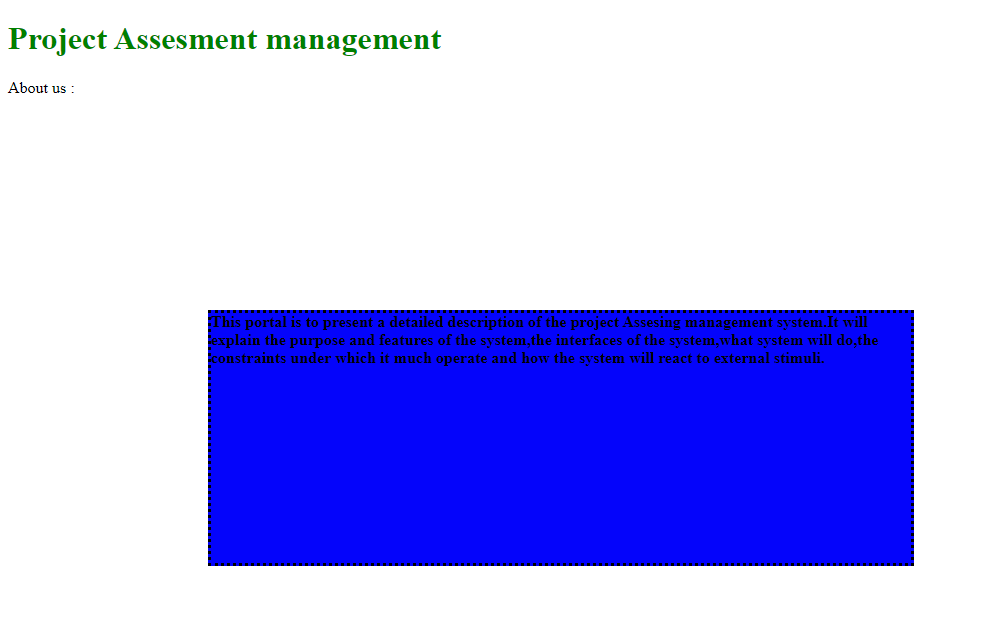 Project Assesment management
About us :
This portal is to present a detailed description of the project Assesing management system.It will
explain the purpose and features of the system,the interfaces of the system,what system will do,the
constraints under which it much operate and how the system will react to external stimuli.